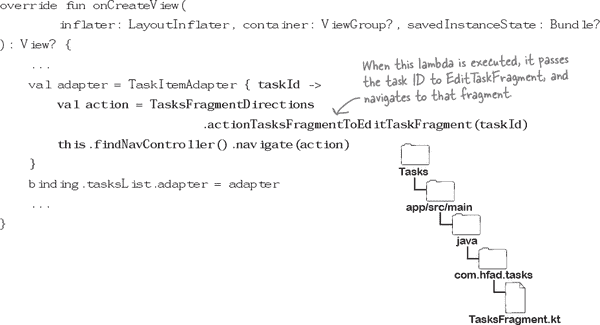 override fun onCreateView(
inflater: LayoutInflater, container: ViewGroup?, savedInstanceState: Bundle?
): View? {
...
val adapter = TaskItemAdapter { taskId ->
val action = TasksFragmentDirections
.actionTasksFragmentToEditTaskFragment(taskId)
this.findNavController().navigate(action)
}
binding.tasksList.adapter = adapter
...
}
When this lambda is executed, it passes
the task ID to EditTaskFragment, and
navigates to that fragment.
Tasks
app/src/main
java
com.hfad.tasks
TasksFragment.kt